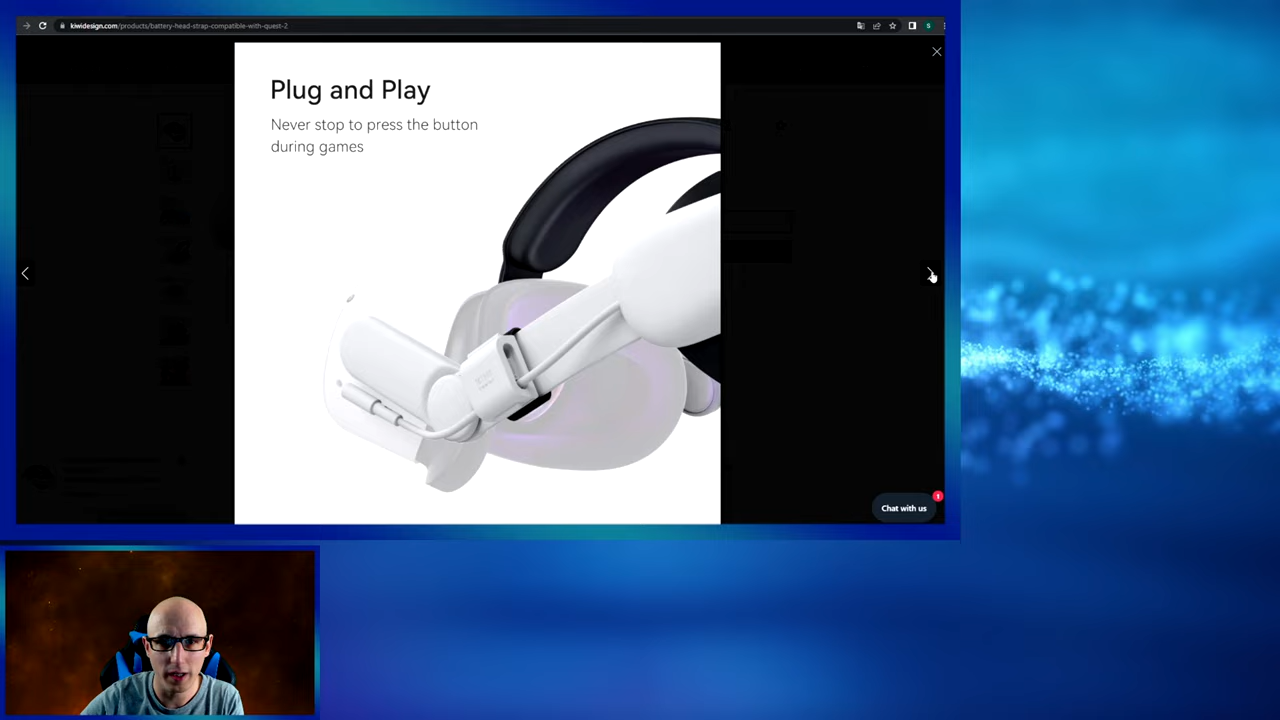 kiwidesign.com/products/battery-head-strap-compatible-with-quest-2
S
Plug and Play
Never stop to press the button
during games
1
Chat with us